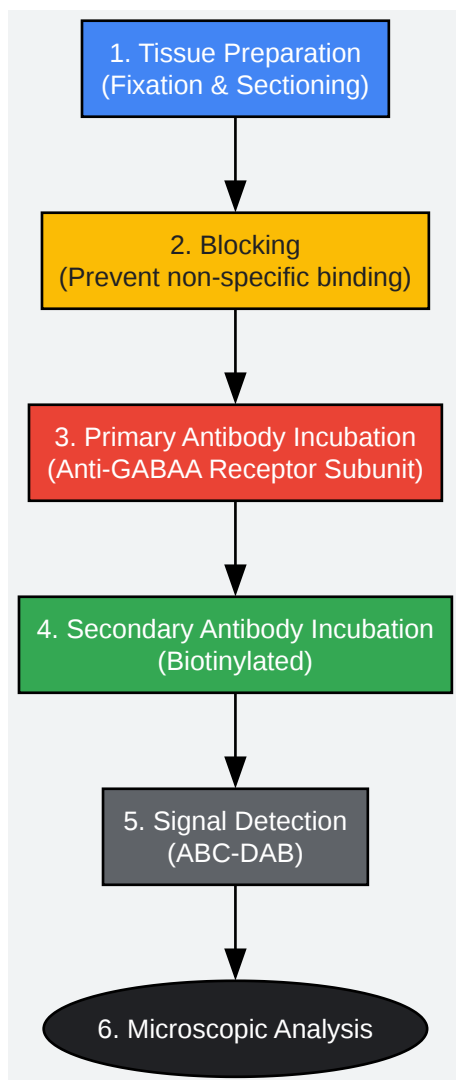 1. Tissue Preparation
(Fixation & Sectioning)
2. Blocking
(Prevent non-specific binding)
3. Primary Antibody Incubation
(Anti-GABAA Receptor Subunit)
4. Secondary Antibody Incubation
(Biotinylated)
5. Signal Detection
(ABC-DAB)
6. Microscopic Analysis